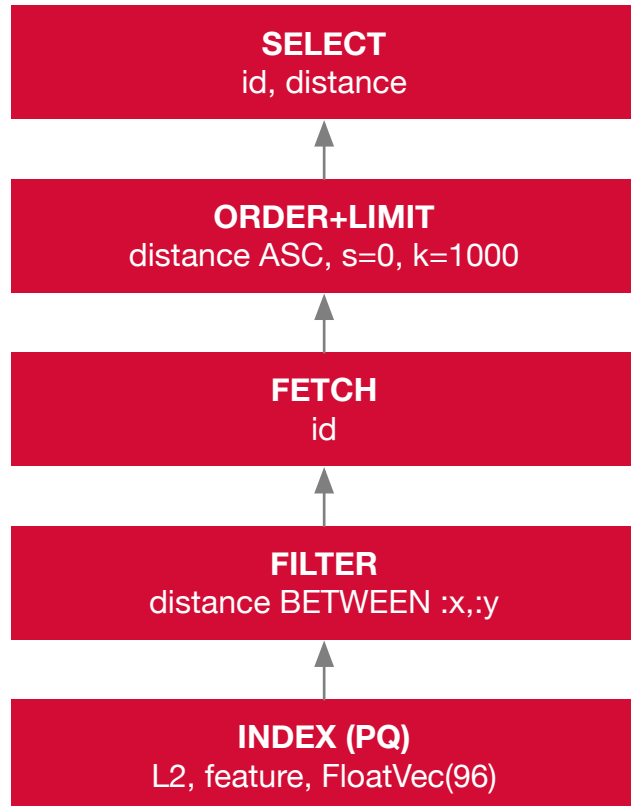 SELECT
id, distance
ORDER+LIMIT
distance ASC, s=0, k=1000
FETCH
id
FILTER
distance BETWEEN :x,:y
INDEX (PQ)
L2, feature, FloatVec(96)